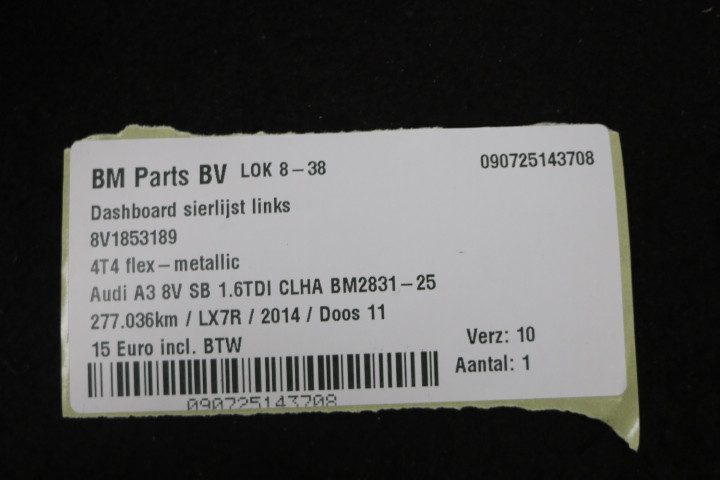 BM Parts BV LOK 8-38 090725143708
Dashboard sierlijst links
8V1853189
4T4 flex-metallic
Audi A3 8V SB 1.6TDI CLHA BM2831-25
277.036km / LX7R / 2014 / Doos 11
15 Euro incl. BTW Verz: 10
Aantal: 1
090725143708